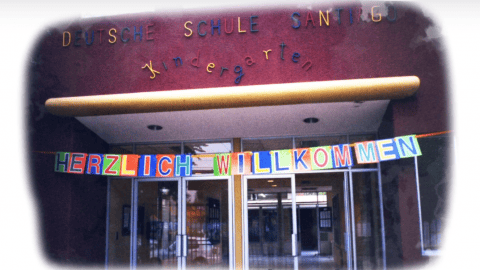 DEUTSCHE SCHULE SANTIAGO
Kindergarten
HERZLICH WILLKOMMEN